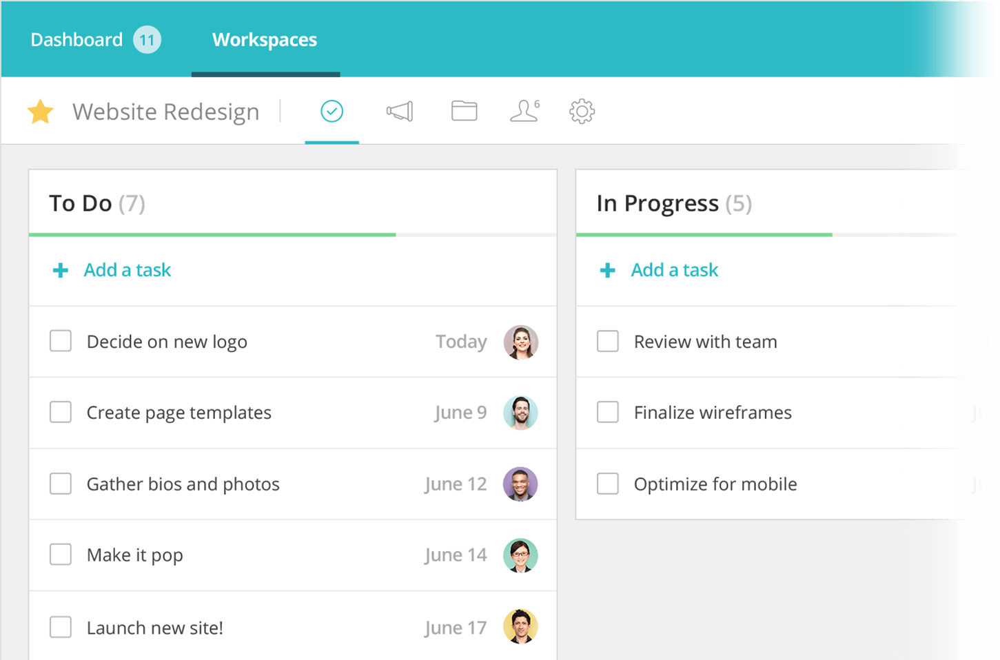 Dashboard 11 Workspaces
Website Redesign 6
To Do (7)
Add a task
Decide on new logo Today
Create page templates June 9
Gather bios and photos June 12
Make it pop June 14
Launch new site! June 17
In Progress (5)
Add a task
Review with team
Finalize wireframes
Optimize for mobile